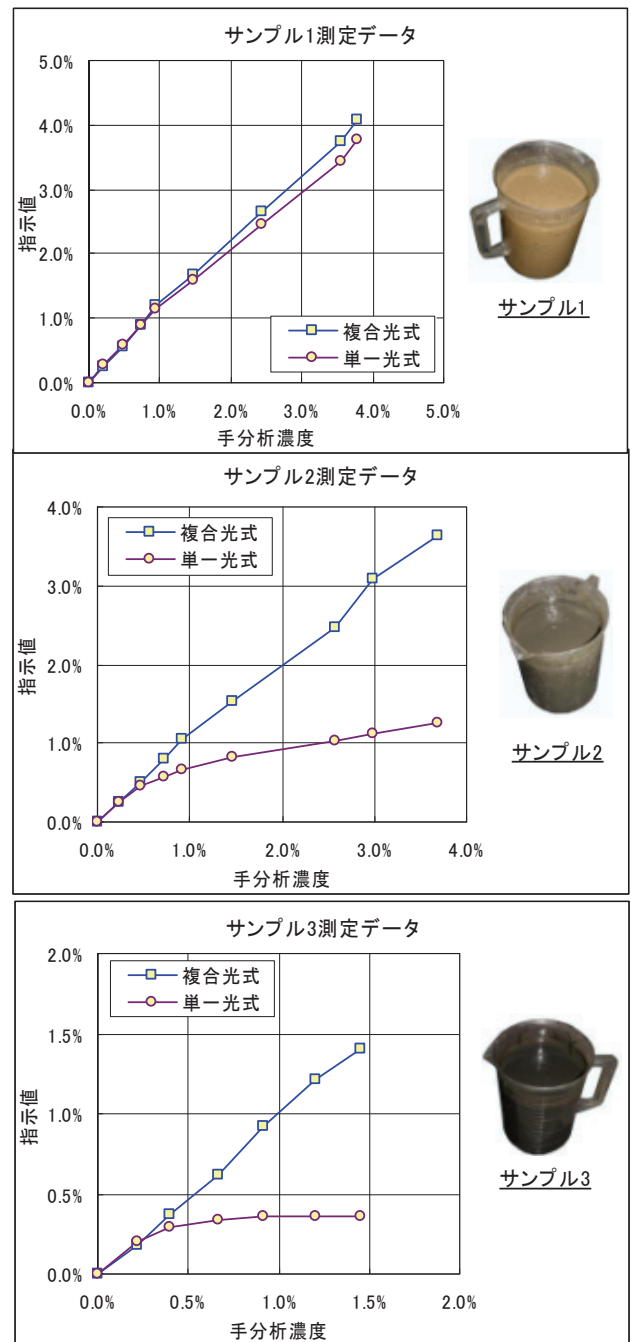 サンプル1測定データ
5.0%
4.0%
3.0%
2.0%
1.0%
0.0%
指示値
複合光式
単一光式
0.0% 1.0% 2.0% 3.0% 4.0% 5.0%
手分析濃度
サンプル1
サンプル2測定データ
4.0%
3.0%
2.0%
1.0%
0.0%
指示値
複合光式
単一光式
0.0% 1.0% 2.0% 3.0% 4.0%
手分析濃度
サンプル2
サンプル3測定データ
2.0%
1.5%
1.0%
0.5%
0.0%
指示値
複合光式
単一光式
0.0% 0.5% 1.0% 1.5% 2.0%
手分析濃度
サンプル3